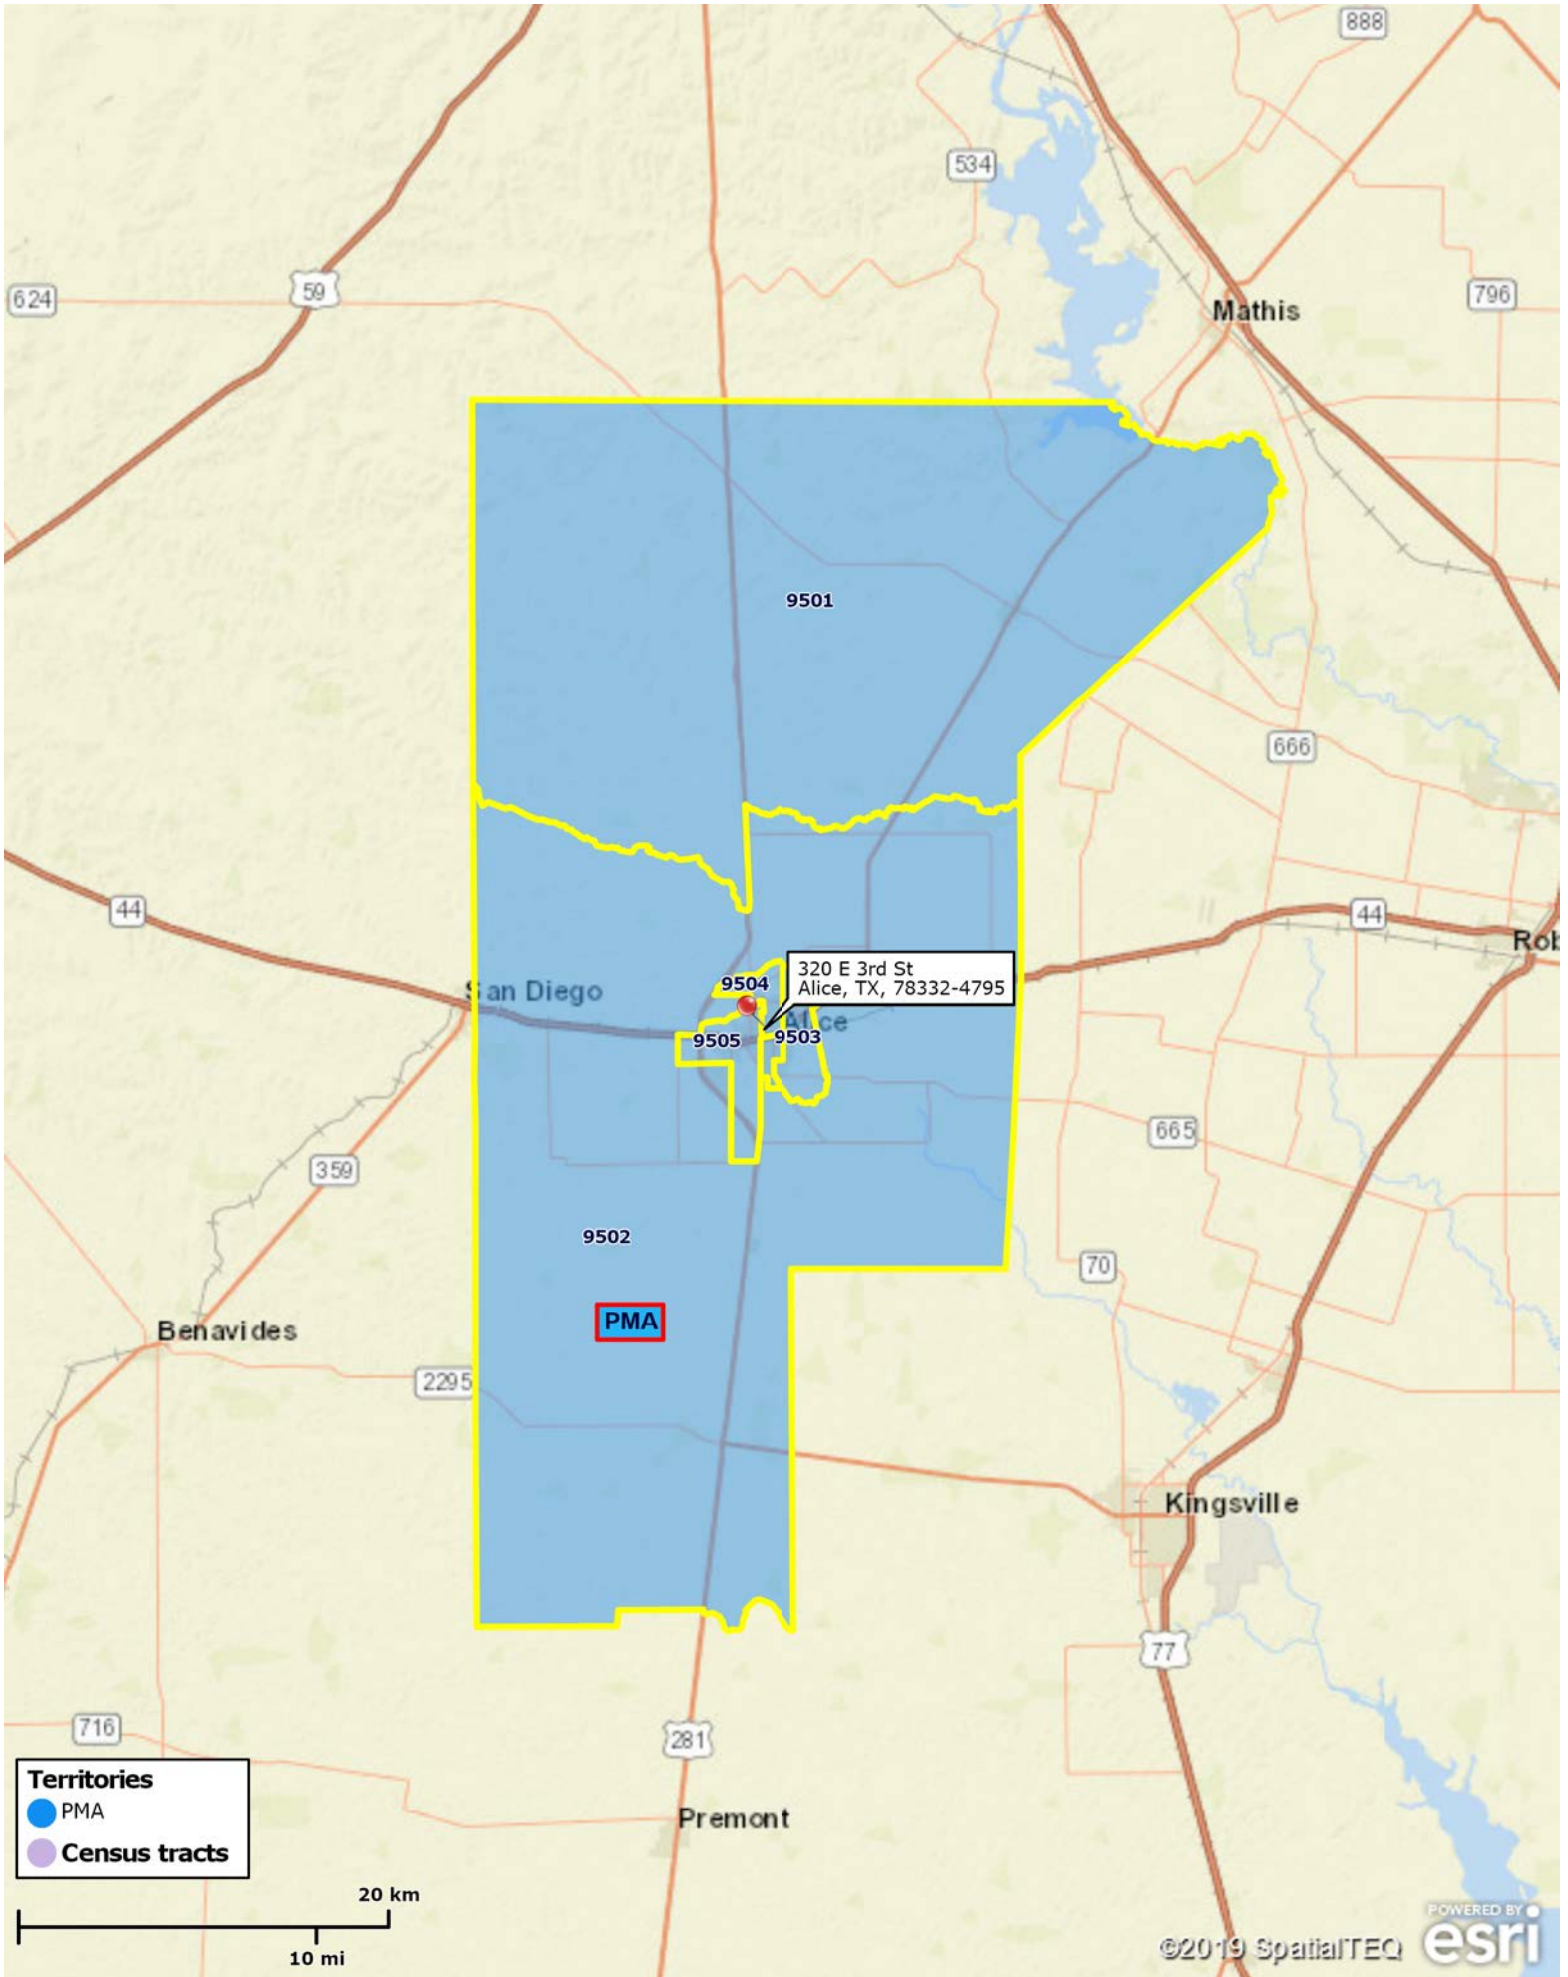 888
534
59
624
796
Mathis
9501
666
44
44
Rob
San Diego
9504
320 E 3rd St
Alice, TX, 78332-4795
Alice
9505
9503
665
359
9502
70
PMA
Benavides
2295
Kingsville
77
716
281
Territories
PMA
Census tracts
Premont
20 km
10 mi
POWERED BY
esri
©2019 SpatialTEQ